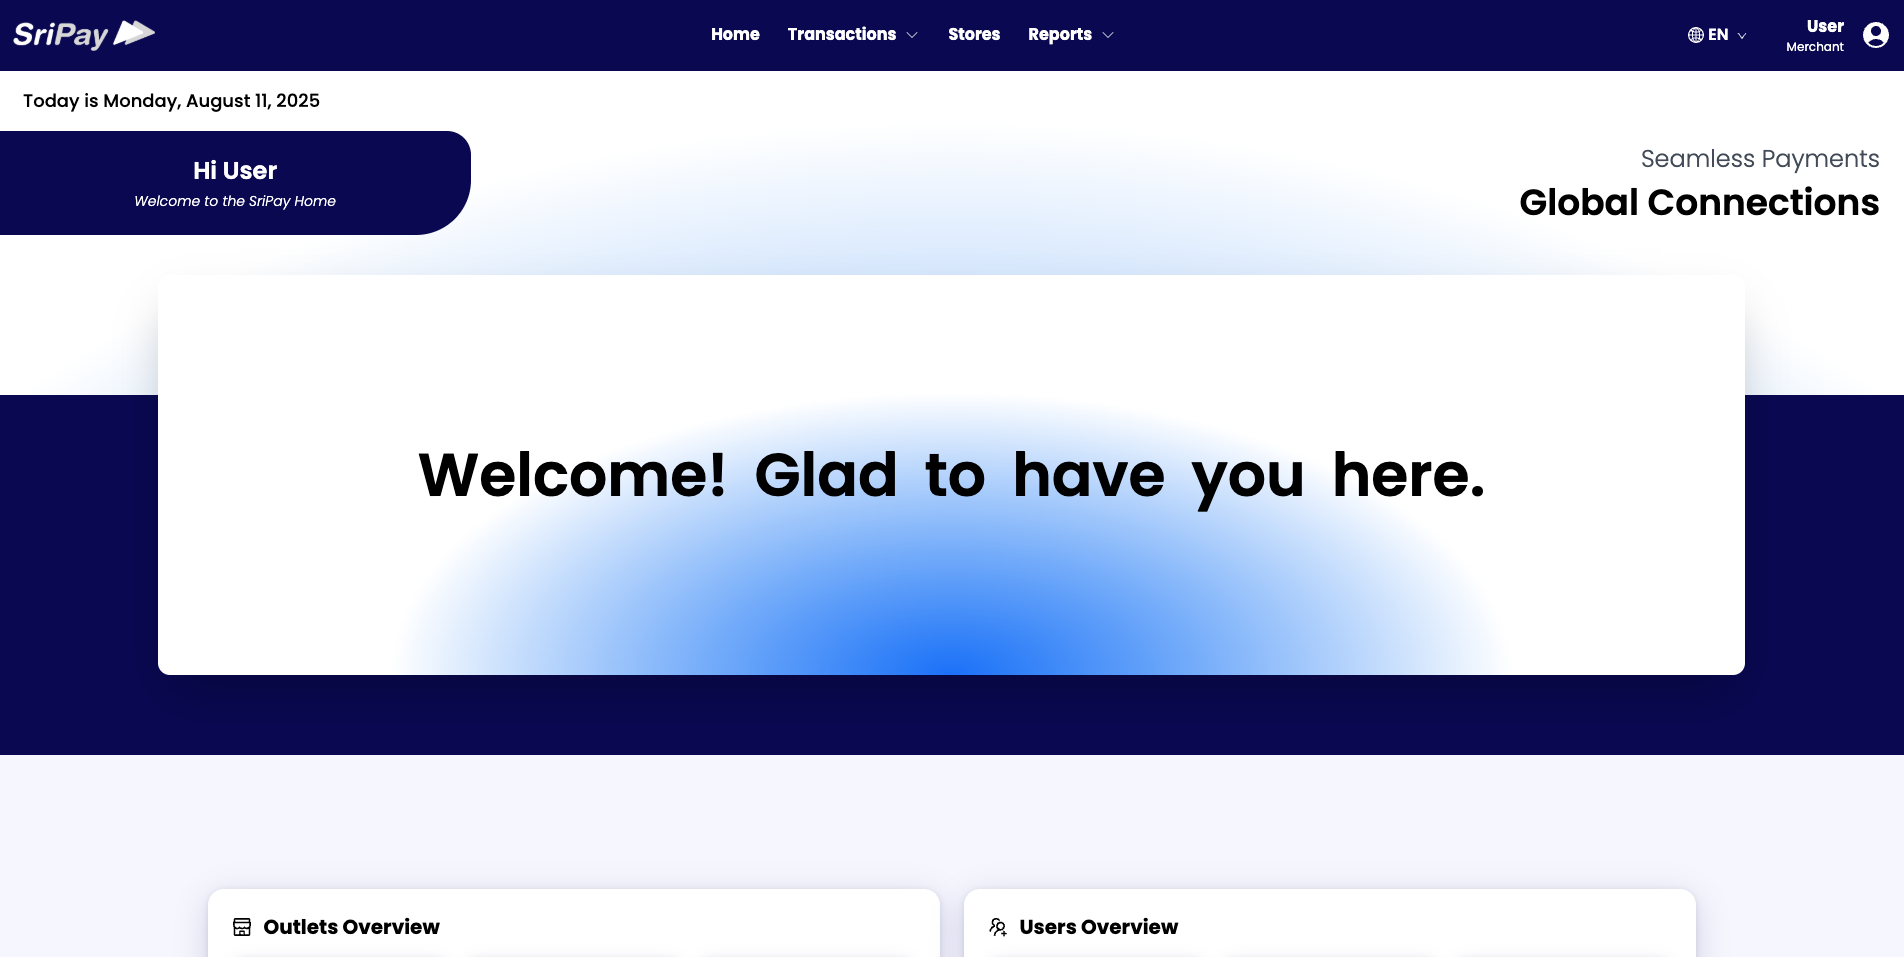 SriPay
Home Transactions Stores Reports
EN
User
Merchant
Today is Monday, August 11, 2025
Hi User
Welcome to the SriPay Home
Seamless Payments
Global Connections
Welcome! Glad to have you here.
Outlets Overview
Users Overview